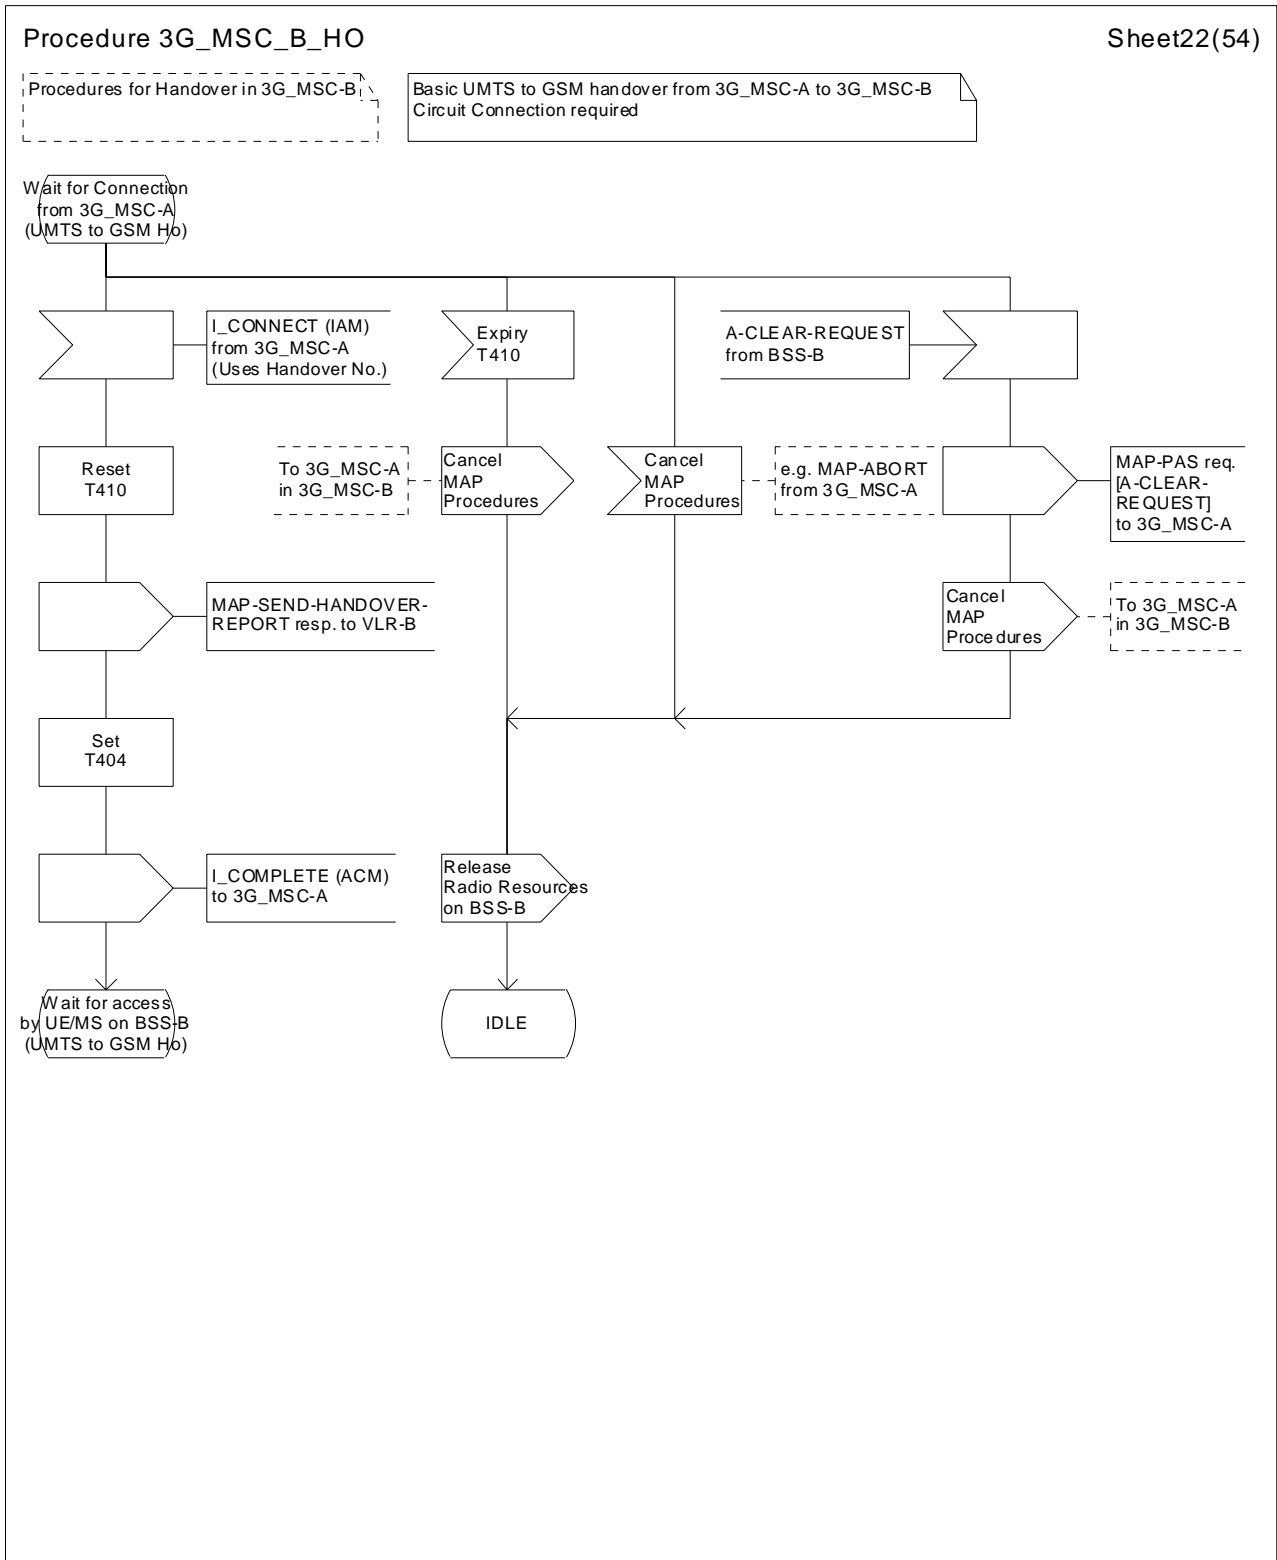 Procedure 3G_MSC_B_HO
Sheet22(54)
Procedures for Handover in 3G_MSC-B
Basic UMTS to GSM handover from 3G_MSC-A to 3G_MSC-B
Circuit Connection required
Wait for Connection
from 3G_MSC-A
(UMTS to GSM Ho)
I_CONNECT (IAM)
from 3G_MSC-A
(Uses Handover No.)
Expiry
T410
A-CLEAR-REQUEST
from BSS-B
Reset
T410
To 3G_MSC-A
in 3G_MSC-B
Cancel
MAP
Procedures
Cancel
MAP
Procedures
e.g. MAP-ABORT
from 3G_MSC-A
MAP-PAS req.
[A-CLEAR-
REQUEST]
to 3G_MSC-A
MAP-SEND-HANDOVER-
REPORT resp. to VLR-B
Cancel
MAP
Procedures
To 3G_MSC-A
in 3G_MSC-B
Set
T404
I_COMPLETE (ACM)
to 3G_MSC-A
Release
Radio Resources
on BSS-B
Wait for access
by UE/MS on BSS-B
(UMTS to GSM Ho)
IDLE